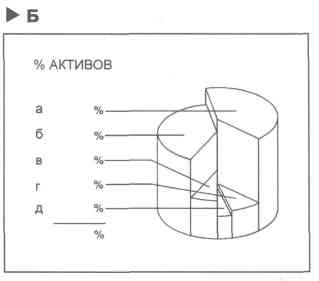 ▶ Б
% АКТИВОВ
а %
б %
в %
г %
д %
%